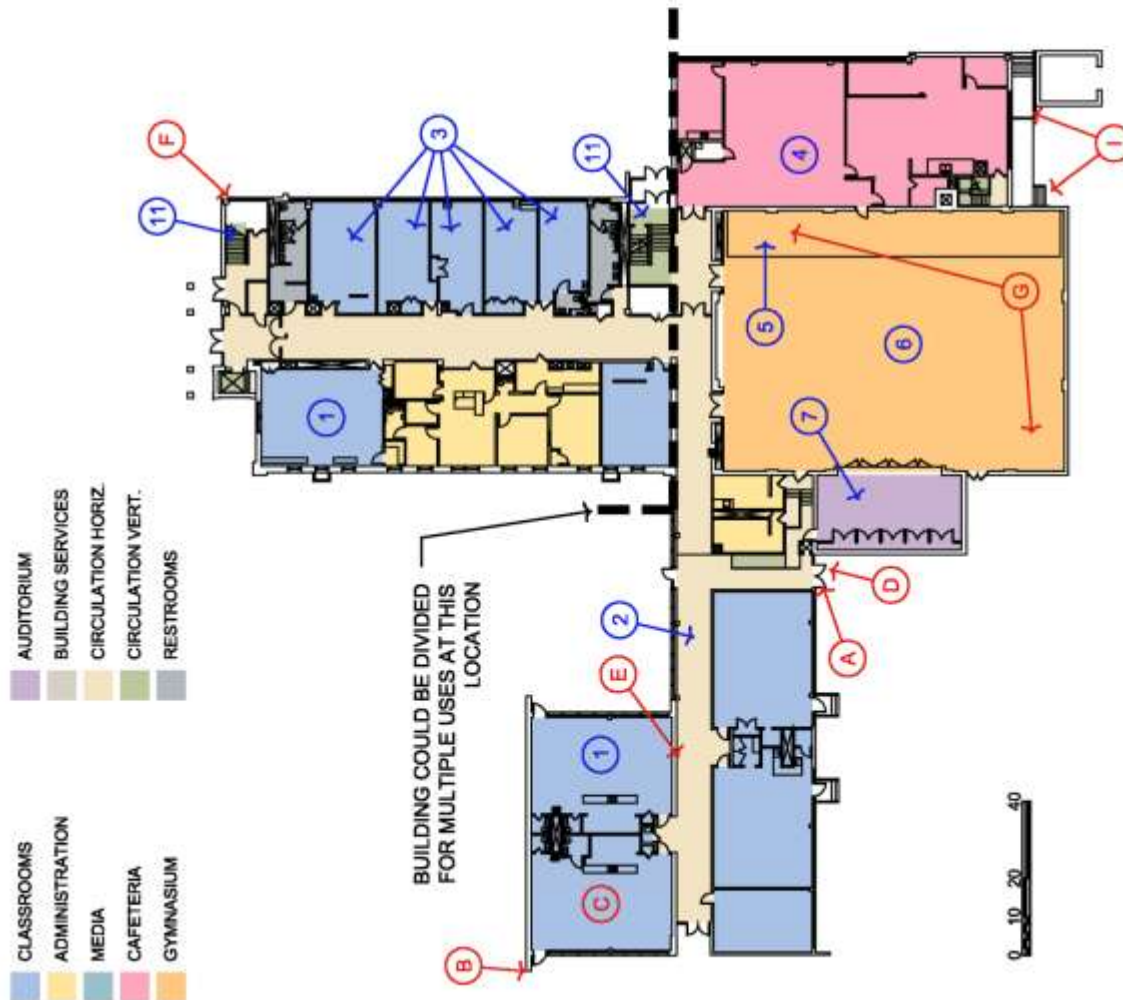 CLASSROOMS
ADMINISTRATION
MEDIA
CAFETERIA
GYMNASIUM
AUDITORIUM
BUILDING SERVICES
CIRCULATION HORIZ.
CIRCULATION VERT.
RESTROOMS
BUILDING COULD BE DIVIDED
FOR MULTIPLE USES AT THIS
LOCATION
F
11
3
11
4
I
1
5
G
6
7
2
D
A
E
1
C
B
0 10 20 40